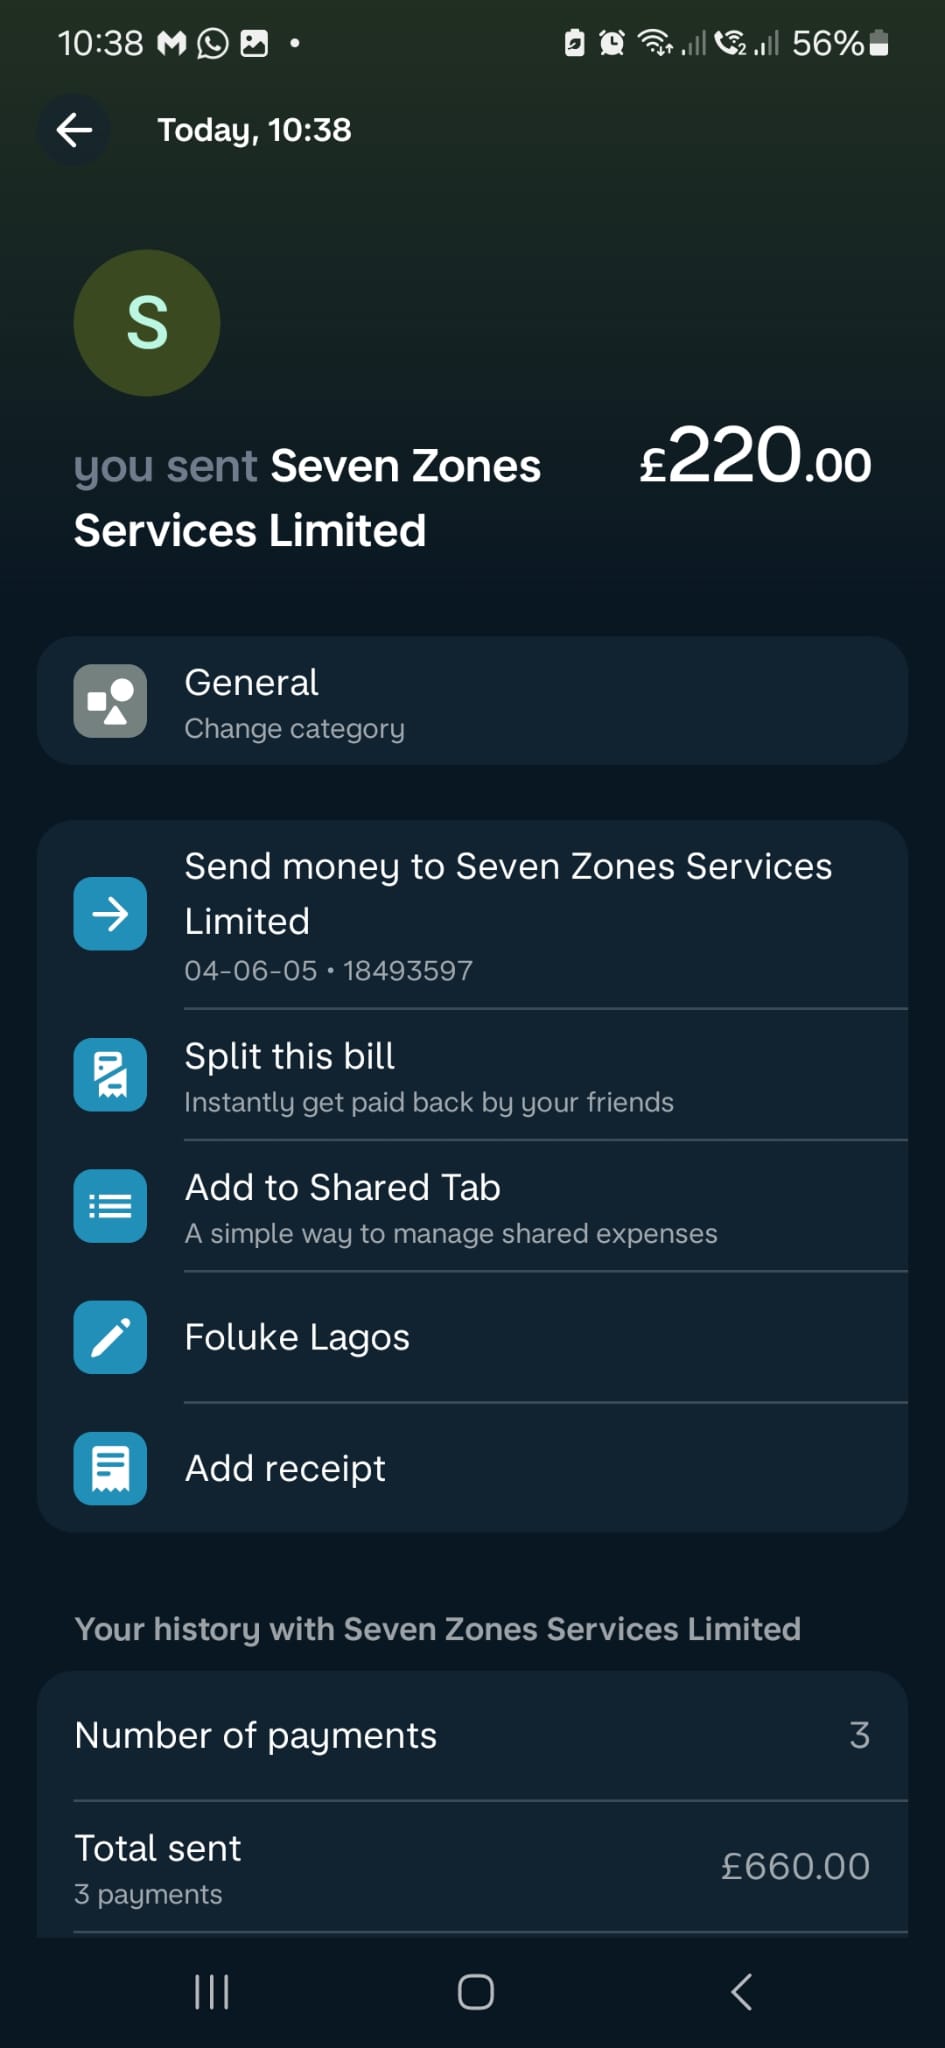 10:38
2
56%
Today, 10:38
S
you sent Seven Zones
Services Limited
£220.00
General
Change category
Send money to Seven Zones Services
Limited
04-06-05 • 18493597
Split this bill
Instantly get paid back by your friends
Add to Shared Tab
A simple way to manage shared expenses
Foluke Lagos
Add receipt
Your history with Seven Zones Services Limited
Number of payments
3
Total sent
£660.00
3 payments